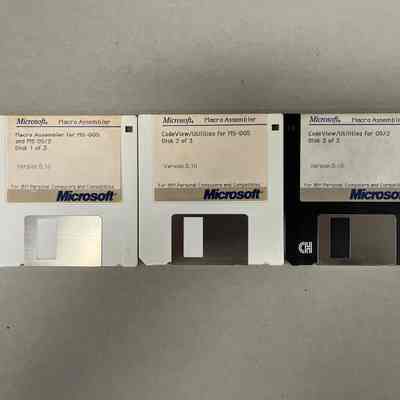 Microsoft® Macro Assembler
Macro Assembler for MS-DOS
and MS OS/2
Disk 1 of 3
Version 5.10
For IBM Personal Computers and Compatibles
Microsoft
Microsoft® Macro Assembler
CodeView/Utilities for MS-DOS
Disk 2 of 3
Version 5.10
For IBM Personal Computers and Compatibles
Microsoft
Microsoft® Macro Assembler
CodeView/Utilities for OS/2
Disk 3 of 3
Version 5.10
For IBM Personal Computers and Compatibles
Microsoft